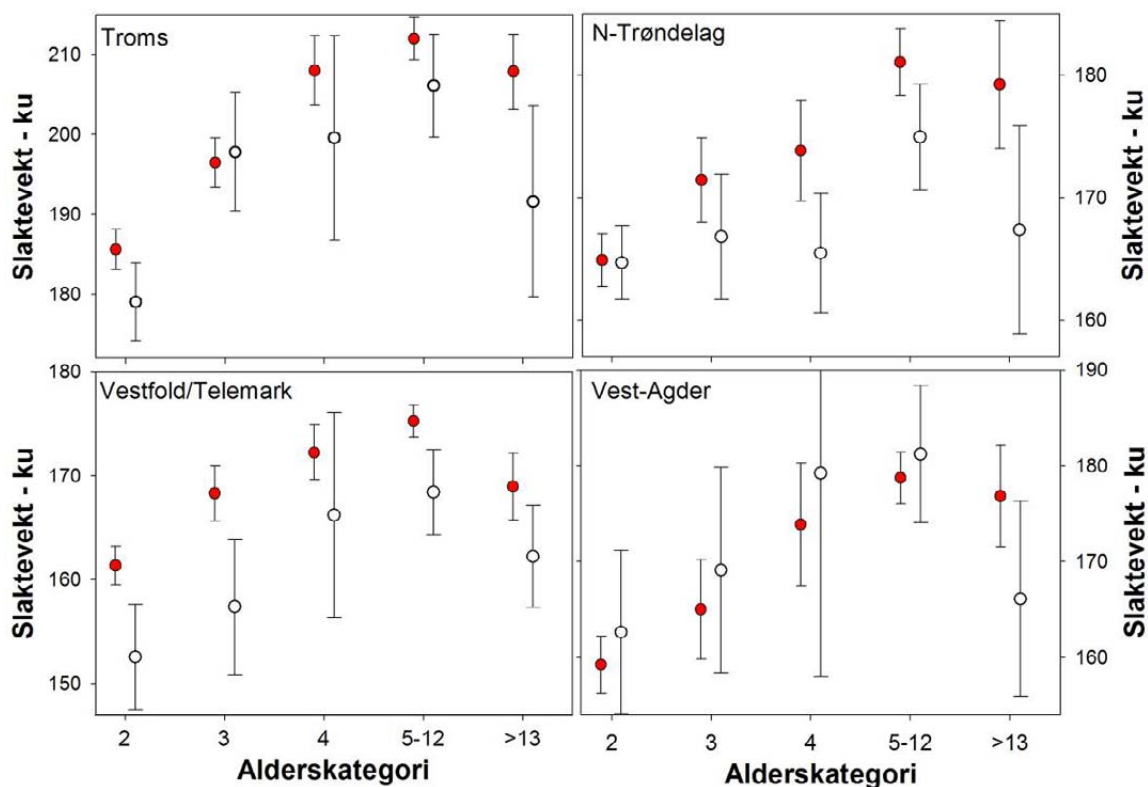 Troms
210
200
190
180
Slaktevekt - ku
N-Trøndelag
180
170
160
Slaktevekt - ku
Vestfold/Telemark
180
170
160
150
Slaktevekt - ku
2 3 4 5-12 >13
Alderskategori
Vest-Agder
190
180
170
160
Slaktevekt - ku
2 3 4 5-12 >13
Alderskategori